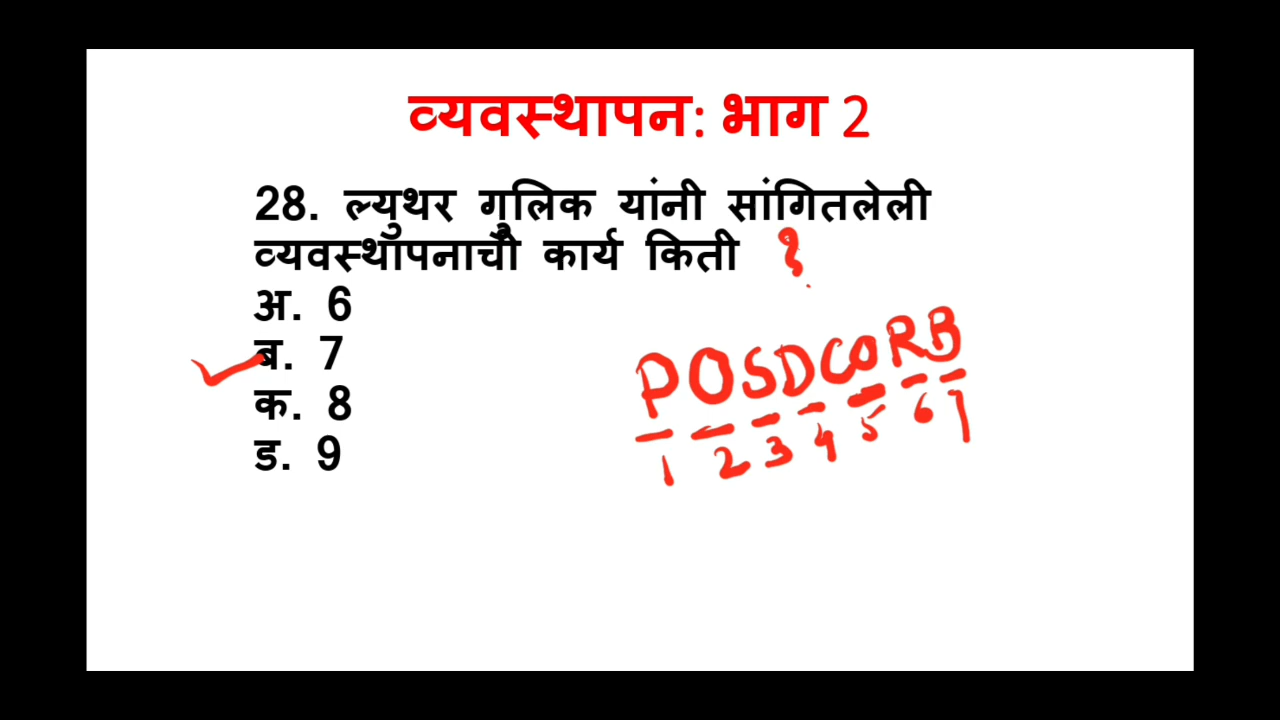 व्यवस्थापन: भाग 2
28. ल्युथर गुलिक यांनी सांगितलेली
व्यवस्थापनाची कार्य किती ?
अ. 6
ब. 7
क. 8
ड. 9
POSDCORB
1 2 3 4 5 6 7